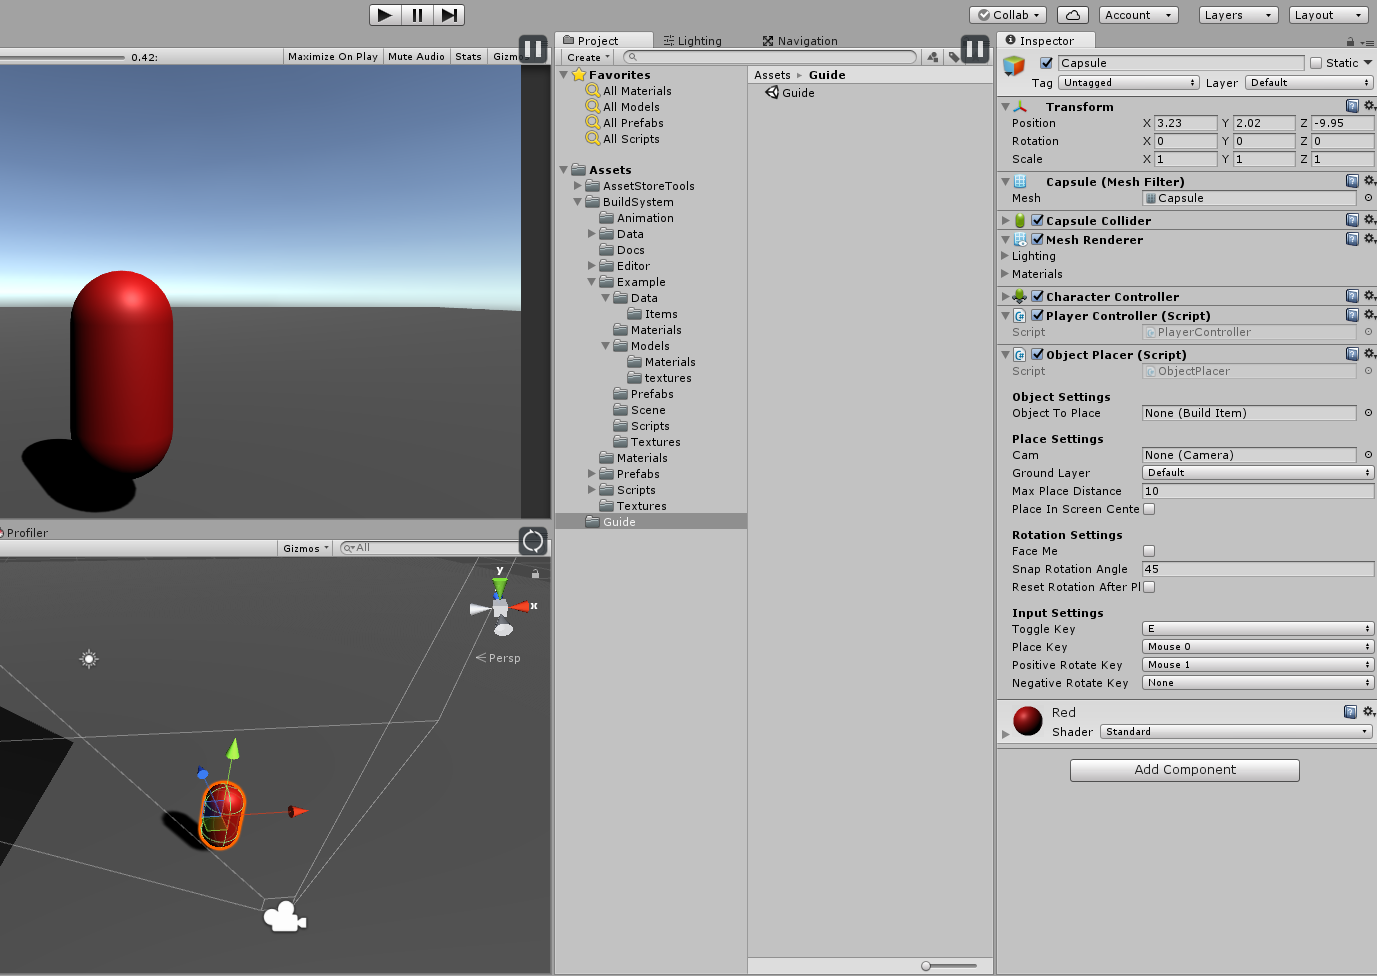 Collab
Account
Layers
Layout
0.42:
Maximize On Play
Mute Audio
Stats
Gizmo
Profiler
Gizmos
All
y
x
Persp
Project
Lighting
Navigation
Create
Favorites
All Materials
All Models
All Prefabs
All Scripts
Assets
AssetStoreTools
BuildSystem
Animation
Data
Docs
Editor
Example
Data
Items
Materials
Models
Materials
textures
Prefabs
Scene
Scripts
Textures
Materials
Prefabs
Scripts
Textures
Guide
Assets Guide
Guide
Inspector
Capsule Static
Tag Untagged Layer Default
Transform
Position X 3.23 Y 2.02 Z -9.95
Rotation X 0 Y 0 Z 0
Scale X 1 Y 1 Z 1
Capsule (Mesh Filter)
Mesh Capsule
Capsule Collider
Mesh Renderer
Lighting
Materials
Character Controller
Player Controller (Script)
Script PlayerController
Object Placer (Script)
Script ObjectPlacer
Object Settings
Object To Place None (Build Item)
Place Settings
Cam None (Camera)
Ground Layer Default
Max Place Distance 10
Place In Screen Cente
Rotation Settings
Face Me
Snap Rotation Angle 45
Reset Rotation After Pl
Input Settings
Toggle Key E
Place Key Mouse 0
Positive Rotate Key Mouse 1
Negative Rotate Key None
Red
Shader Standard
Add Component